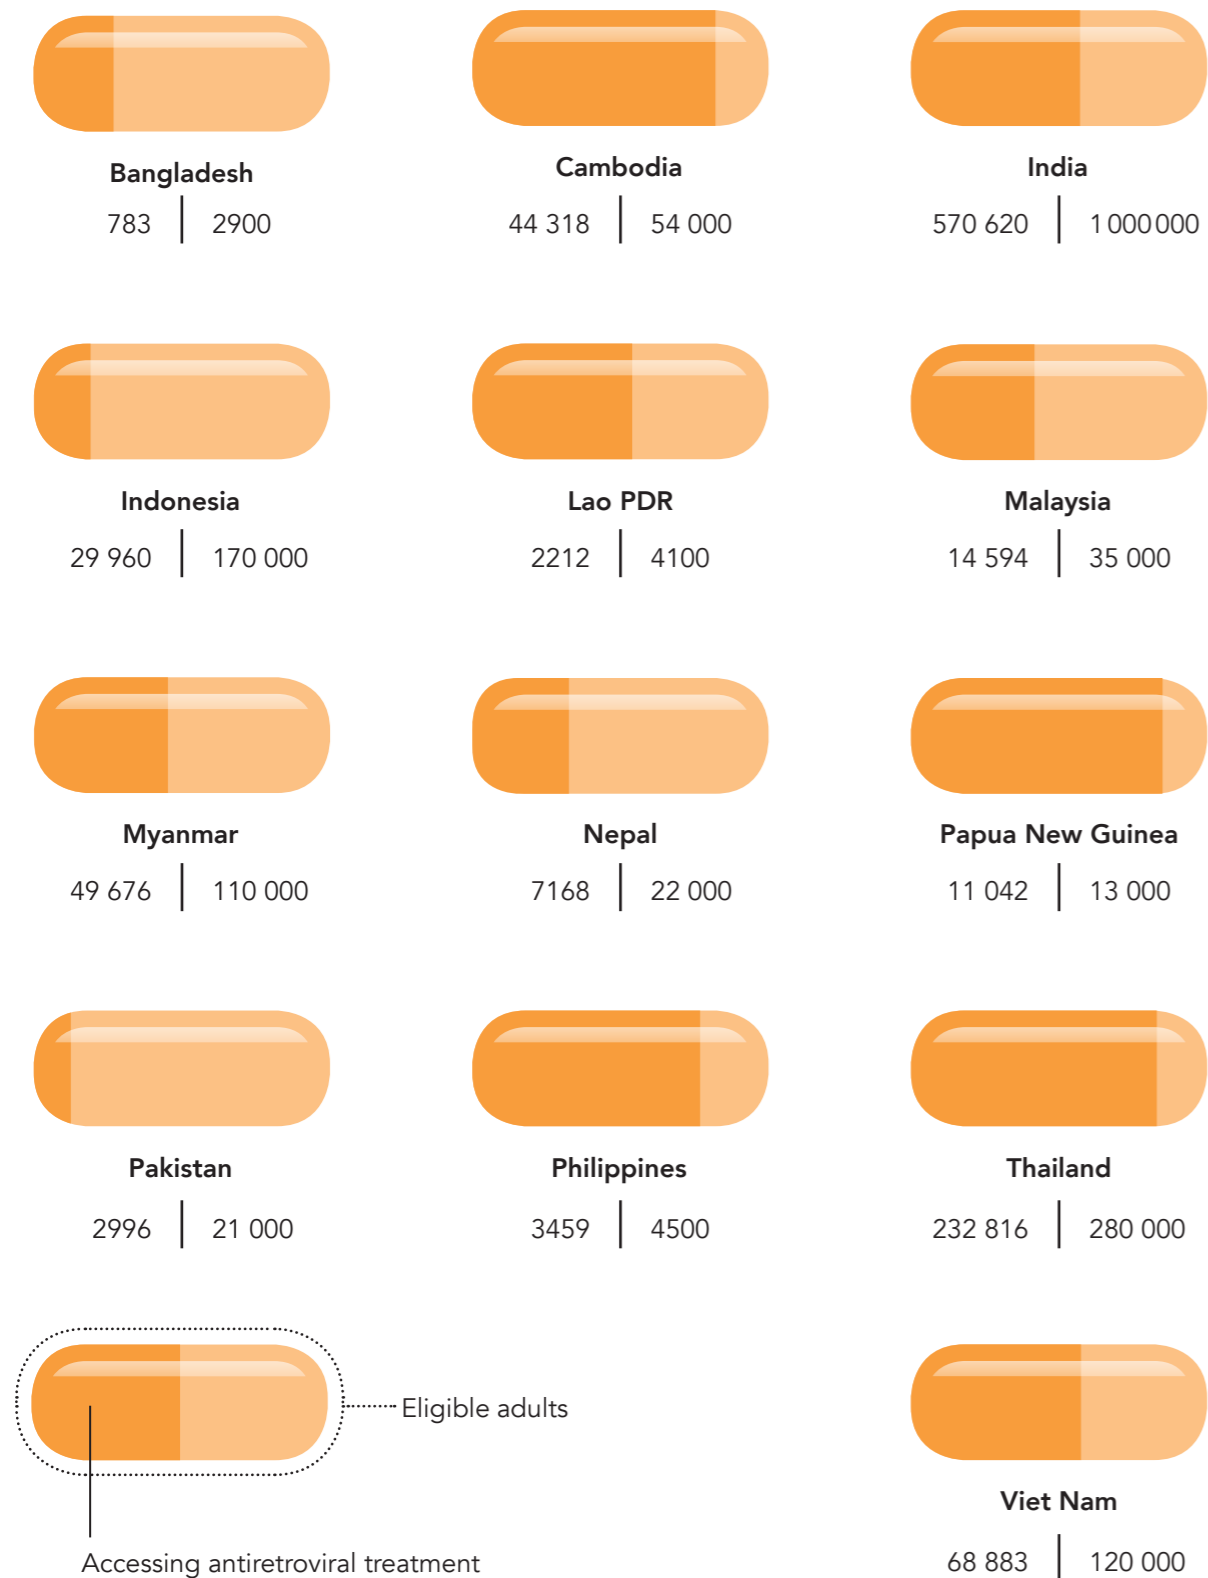 Bangladesh
783 | 2900
Cambodia
44 318 | 54 000
India
570 620 | 1 000 000
Indonesia
29 960 | 170 000
Lao PDR
2212 | 4100
Malaysia
14 594 | 35 000
Myanmar
49 676 | 110 000
Nepal
7168 | 22 000
Papua New Guinea
11 042 | 13 000
Pakistan
2996 | 21 000
Philippines
3459 | 4500
Thailand
232 816 | 280 000
Eligible adults
Accessing antiretroviral treatment
Viet Nam
68 883 | 120 000